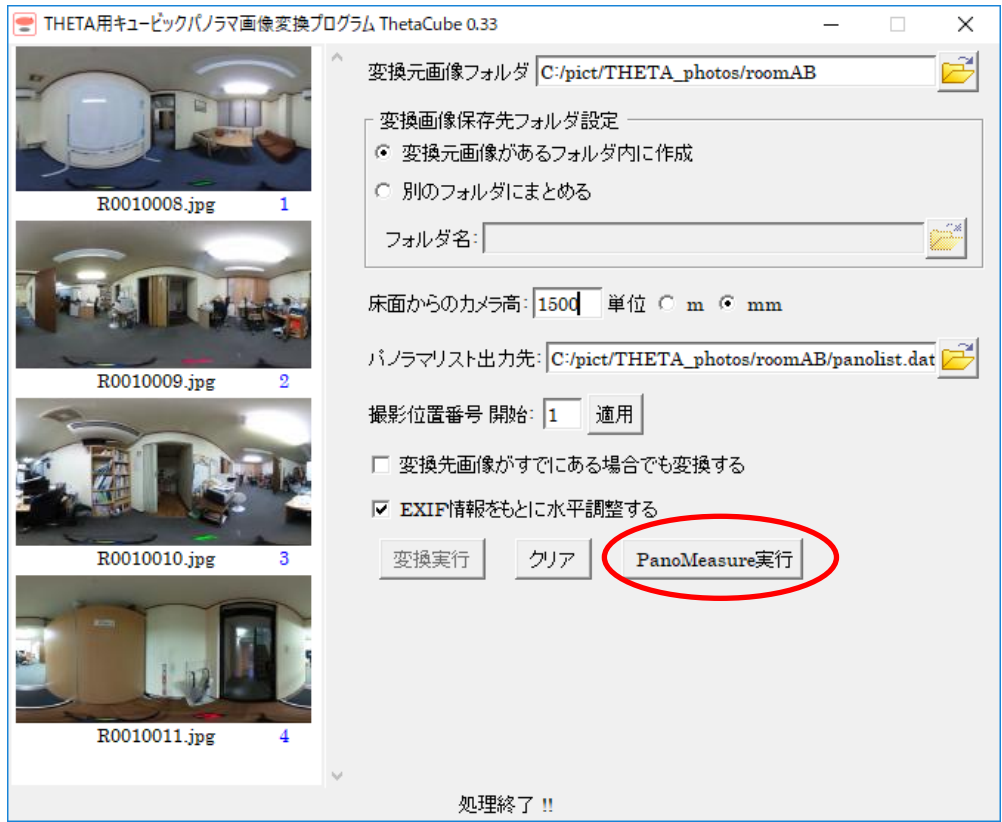 THETA用キュービックパノラマ画像変換プログラム ThetaCube 0.33
R0010008.jpg 1
R0010009.jpg 2
R0010010.jpg 3
R0010011.jpg 4
変換元画像フォルダ C:/pict/THETA_photos/roomAB
変換画像保存先フォルダ設定
変換元画像があるフォルダ内に作成
別のフォルダにまとめる
フォルダ名:
床面からのカメラ高: 1500 単位 m mm
パノラマリスト出力先: C:/pict/THETA_photos/roomAB/panolist.dat
撮影位置番号 開始: 1 適用
変換先画像がすでにある場合でも変換する
EXIF情報をもとに水平調整する
変換実行 クリア PanoMeasure実行
処理終了 !!